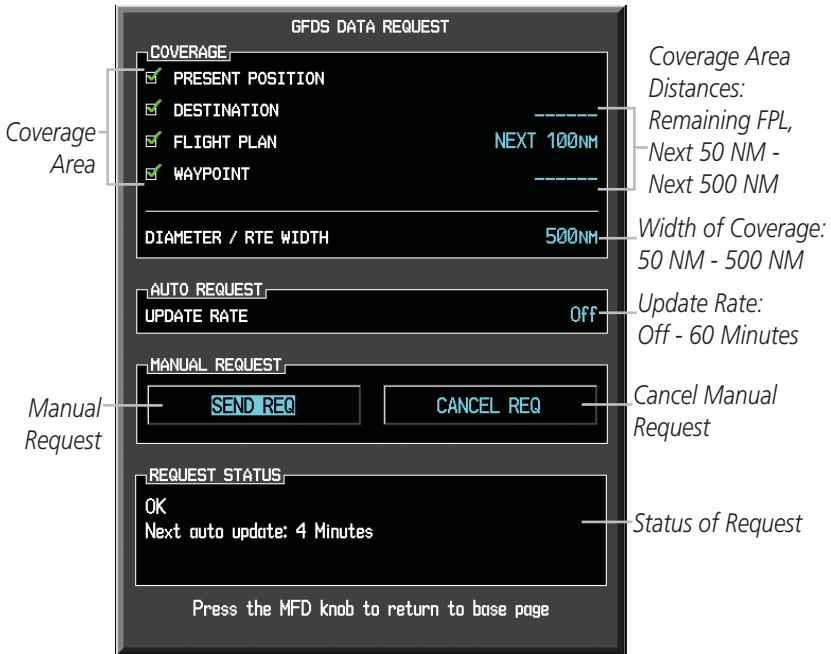 GFDS DATA REQUEST
COVERAGE
PRESENT POSITION
DESTINATION ______
FLIGHT PLAN NEXT 100NM
WAYPOINT ______
DIAMETER / RTE WIDTH 500NM
AUTO REQUEST
UPDATE RATE Off
MANUAL REQUEST
SEND REQ CANCEL REQ
REQUEST STATUS
OK
Next auto update: 4 Minutes
Press the MFD knob to return to base page
Coverage
Area
Manual
Request
Coverage Area
Distances:
Remaining FPL,
Next 50 NM -
Next 500 NM
Width of Coverage:
50 NM - 500 NM
Update Rate:
Off - 60 Minutes
Cancel Manual
Request
Status of Request